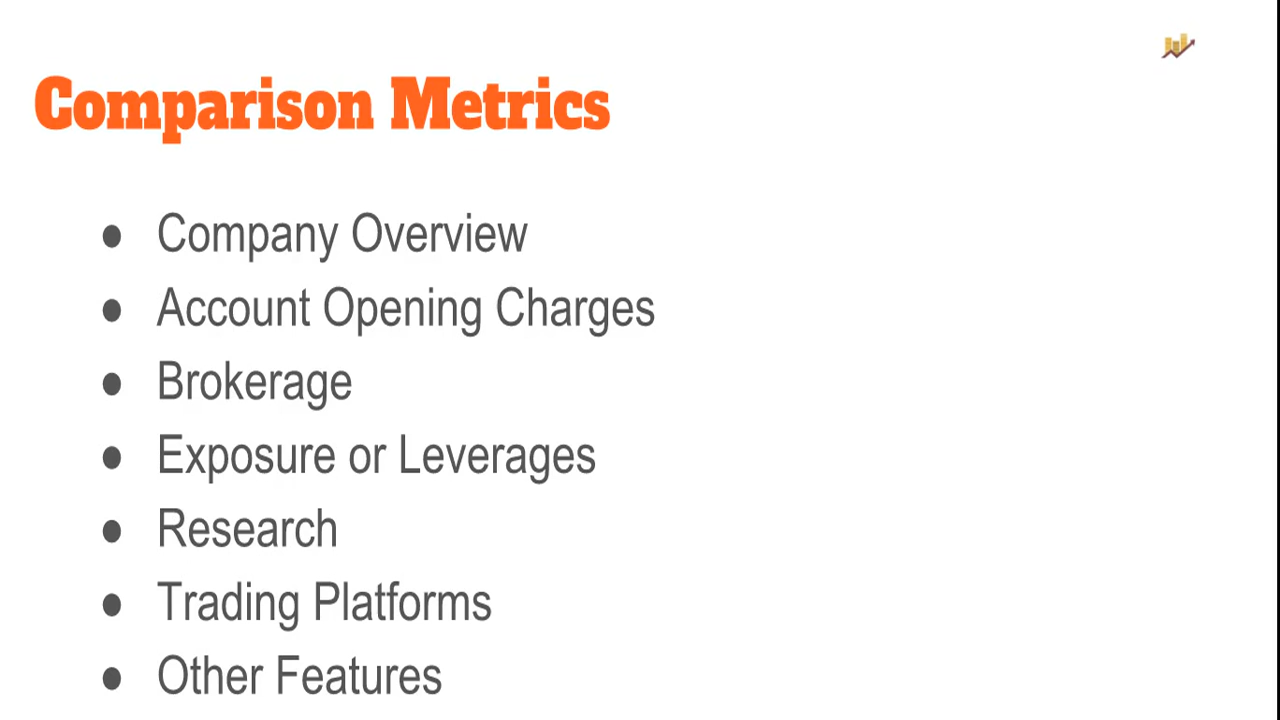 Comparison Metrics
● Company Overview
● Account Opening Charges
● Brokerage
● Exposure or Leverages
● Research
● Trading Platforms
● Other Features